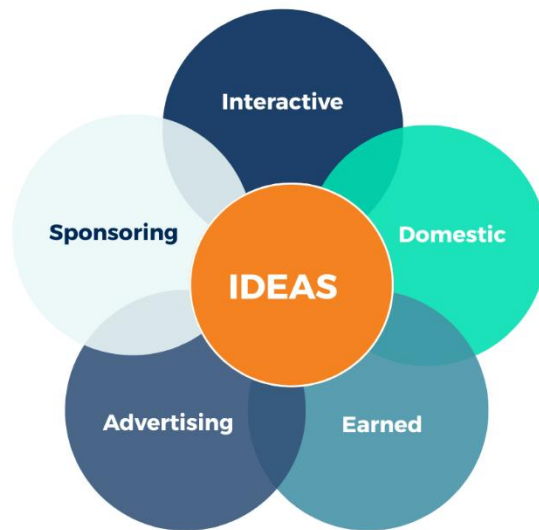 Interactive
Sponsoring
Domestic
IDEAS
Advertising
Earned